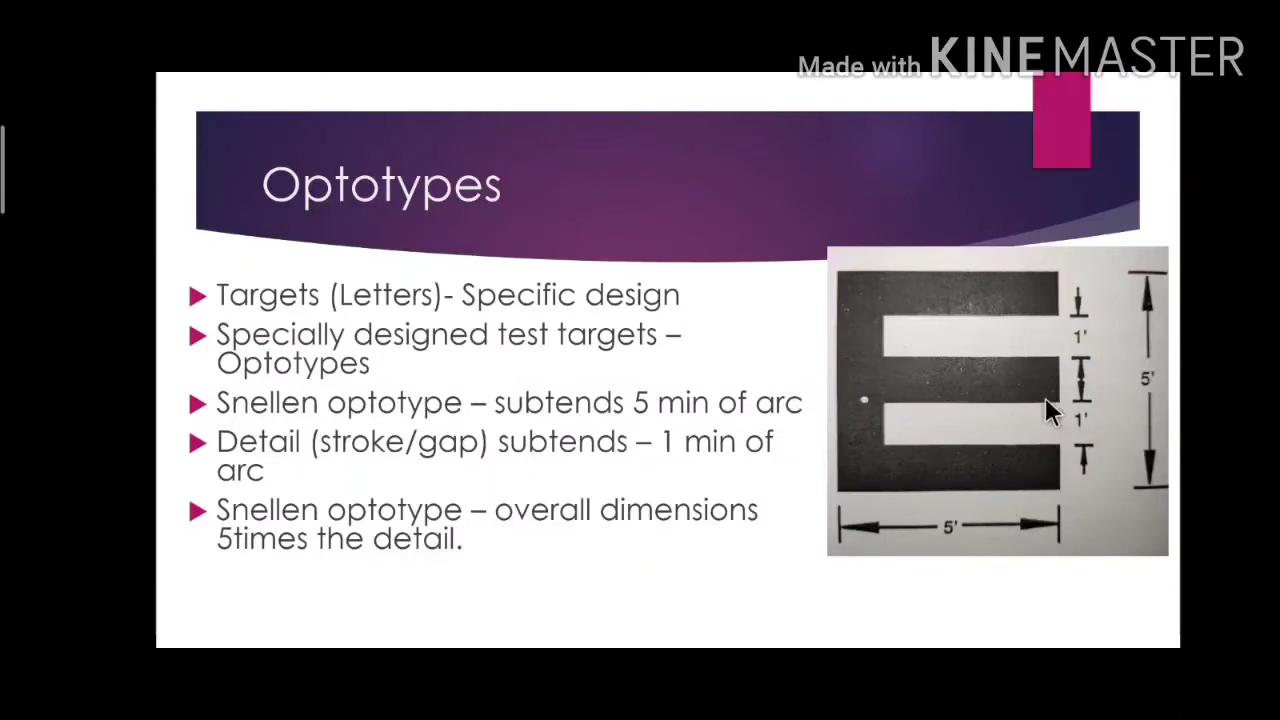 Made with KINEMASTER
Optotypes
Targets (Letters)- Specific design
Specially designed test targets –
Optotypes
Snellen optotype – subtends 5 min of arc
Detail (stroke/gap) subtends – 1 min of
arc
Snellen optotype – overall dimensions
5times the detail.
1'
5'
1'
5'